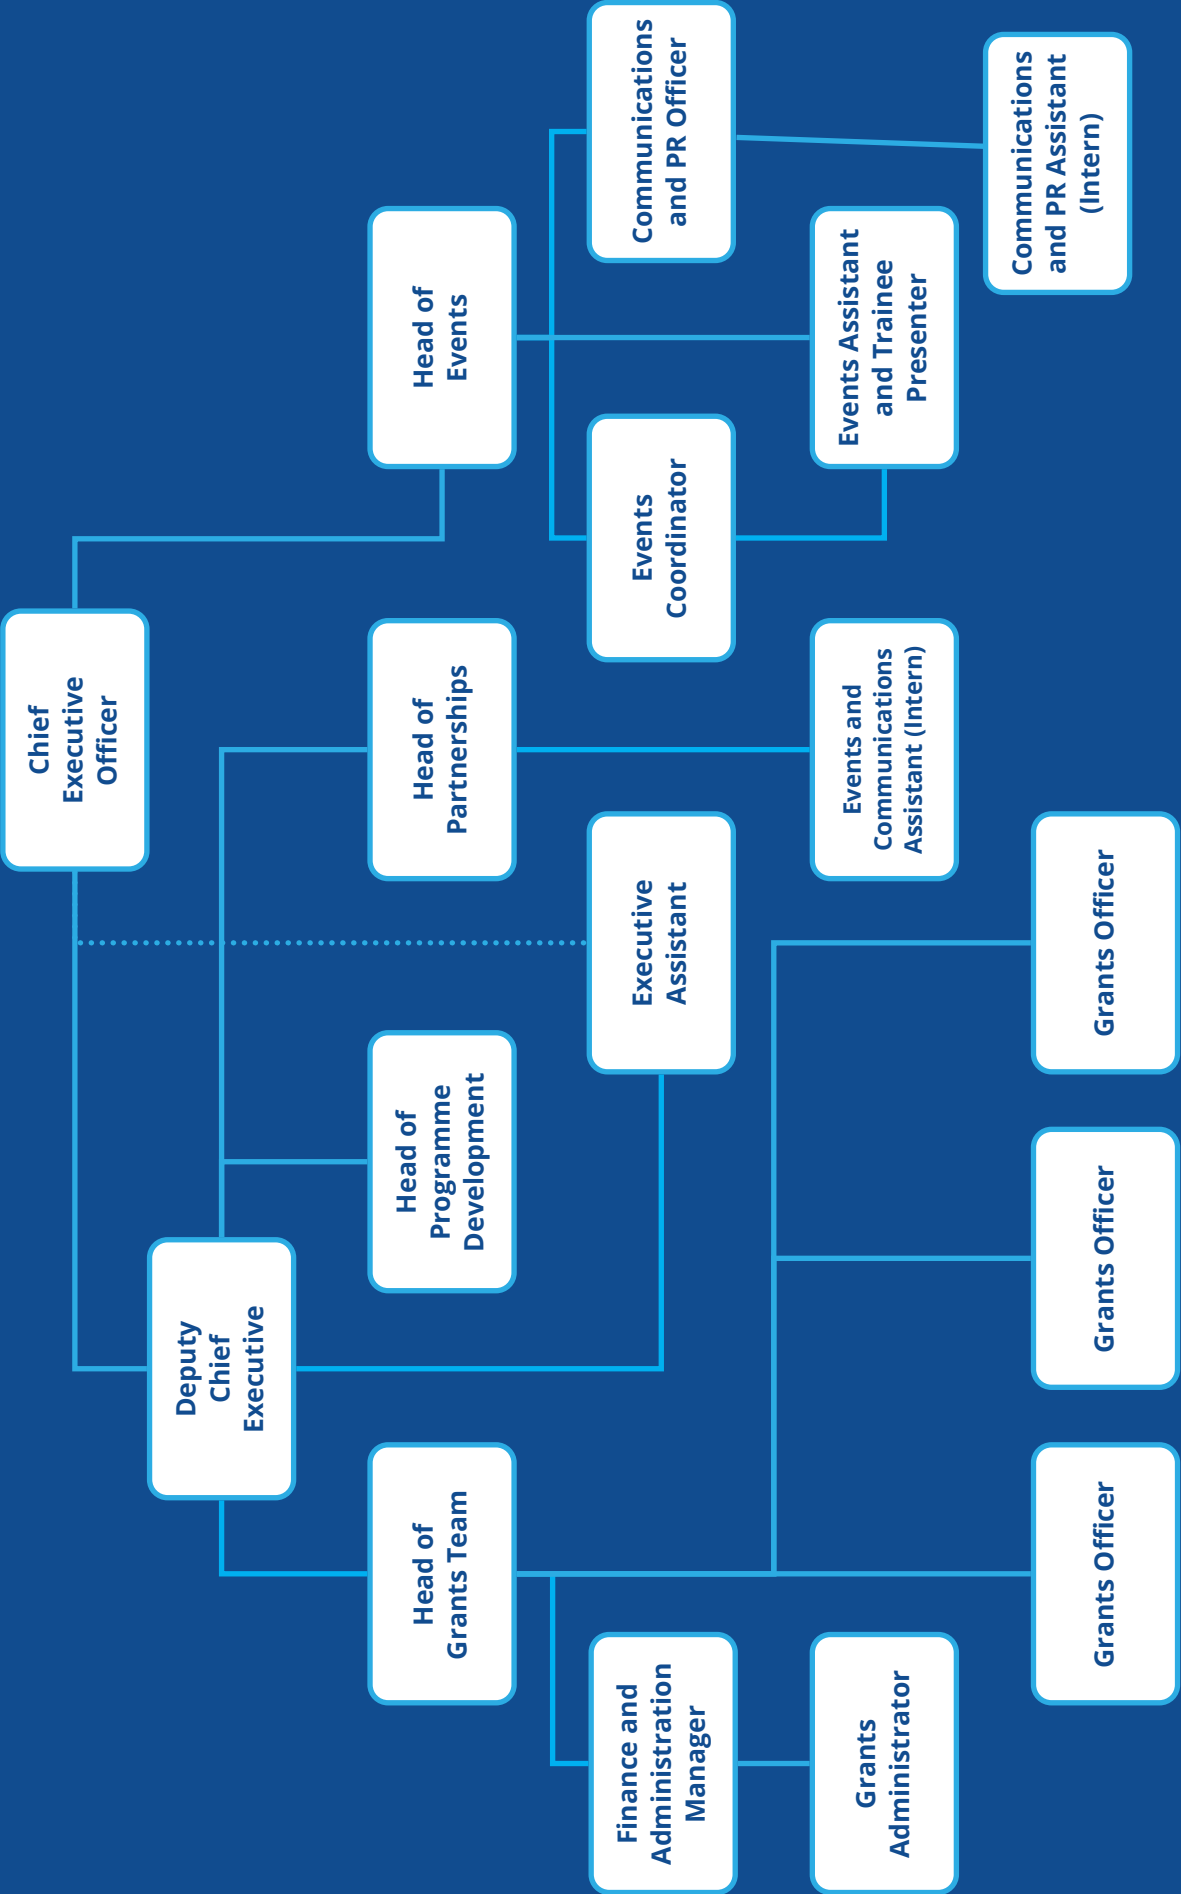 Chief
Executive
Officer
Deputy
Chief
Executive
Head of
Grants Team
Head of
Programme
Development
Head of
Partnerships
Head of
Events
Finance and
Administration
Manager
Executive
Assistant
Events
Coordinator
Communications
and PR Officer
Grants
Administrator
Events and
Communications
Assistant (Intern)
Events Assistant
and Trainee
Presenter
Communications
and PR Assistant
(Intern)
Grants Officer
Grants Officer
Grants Officer